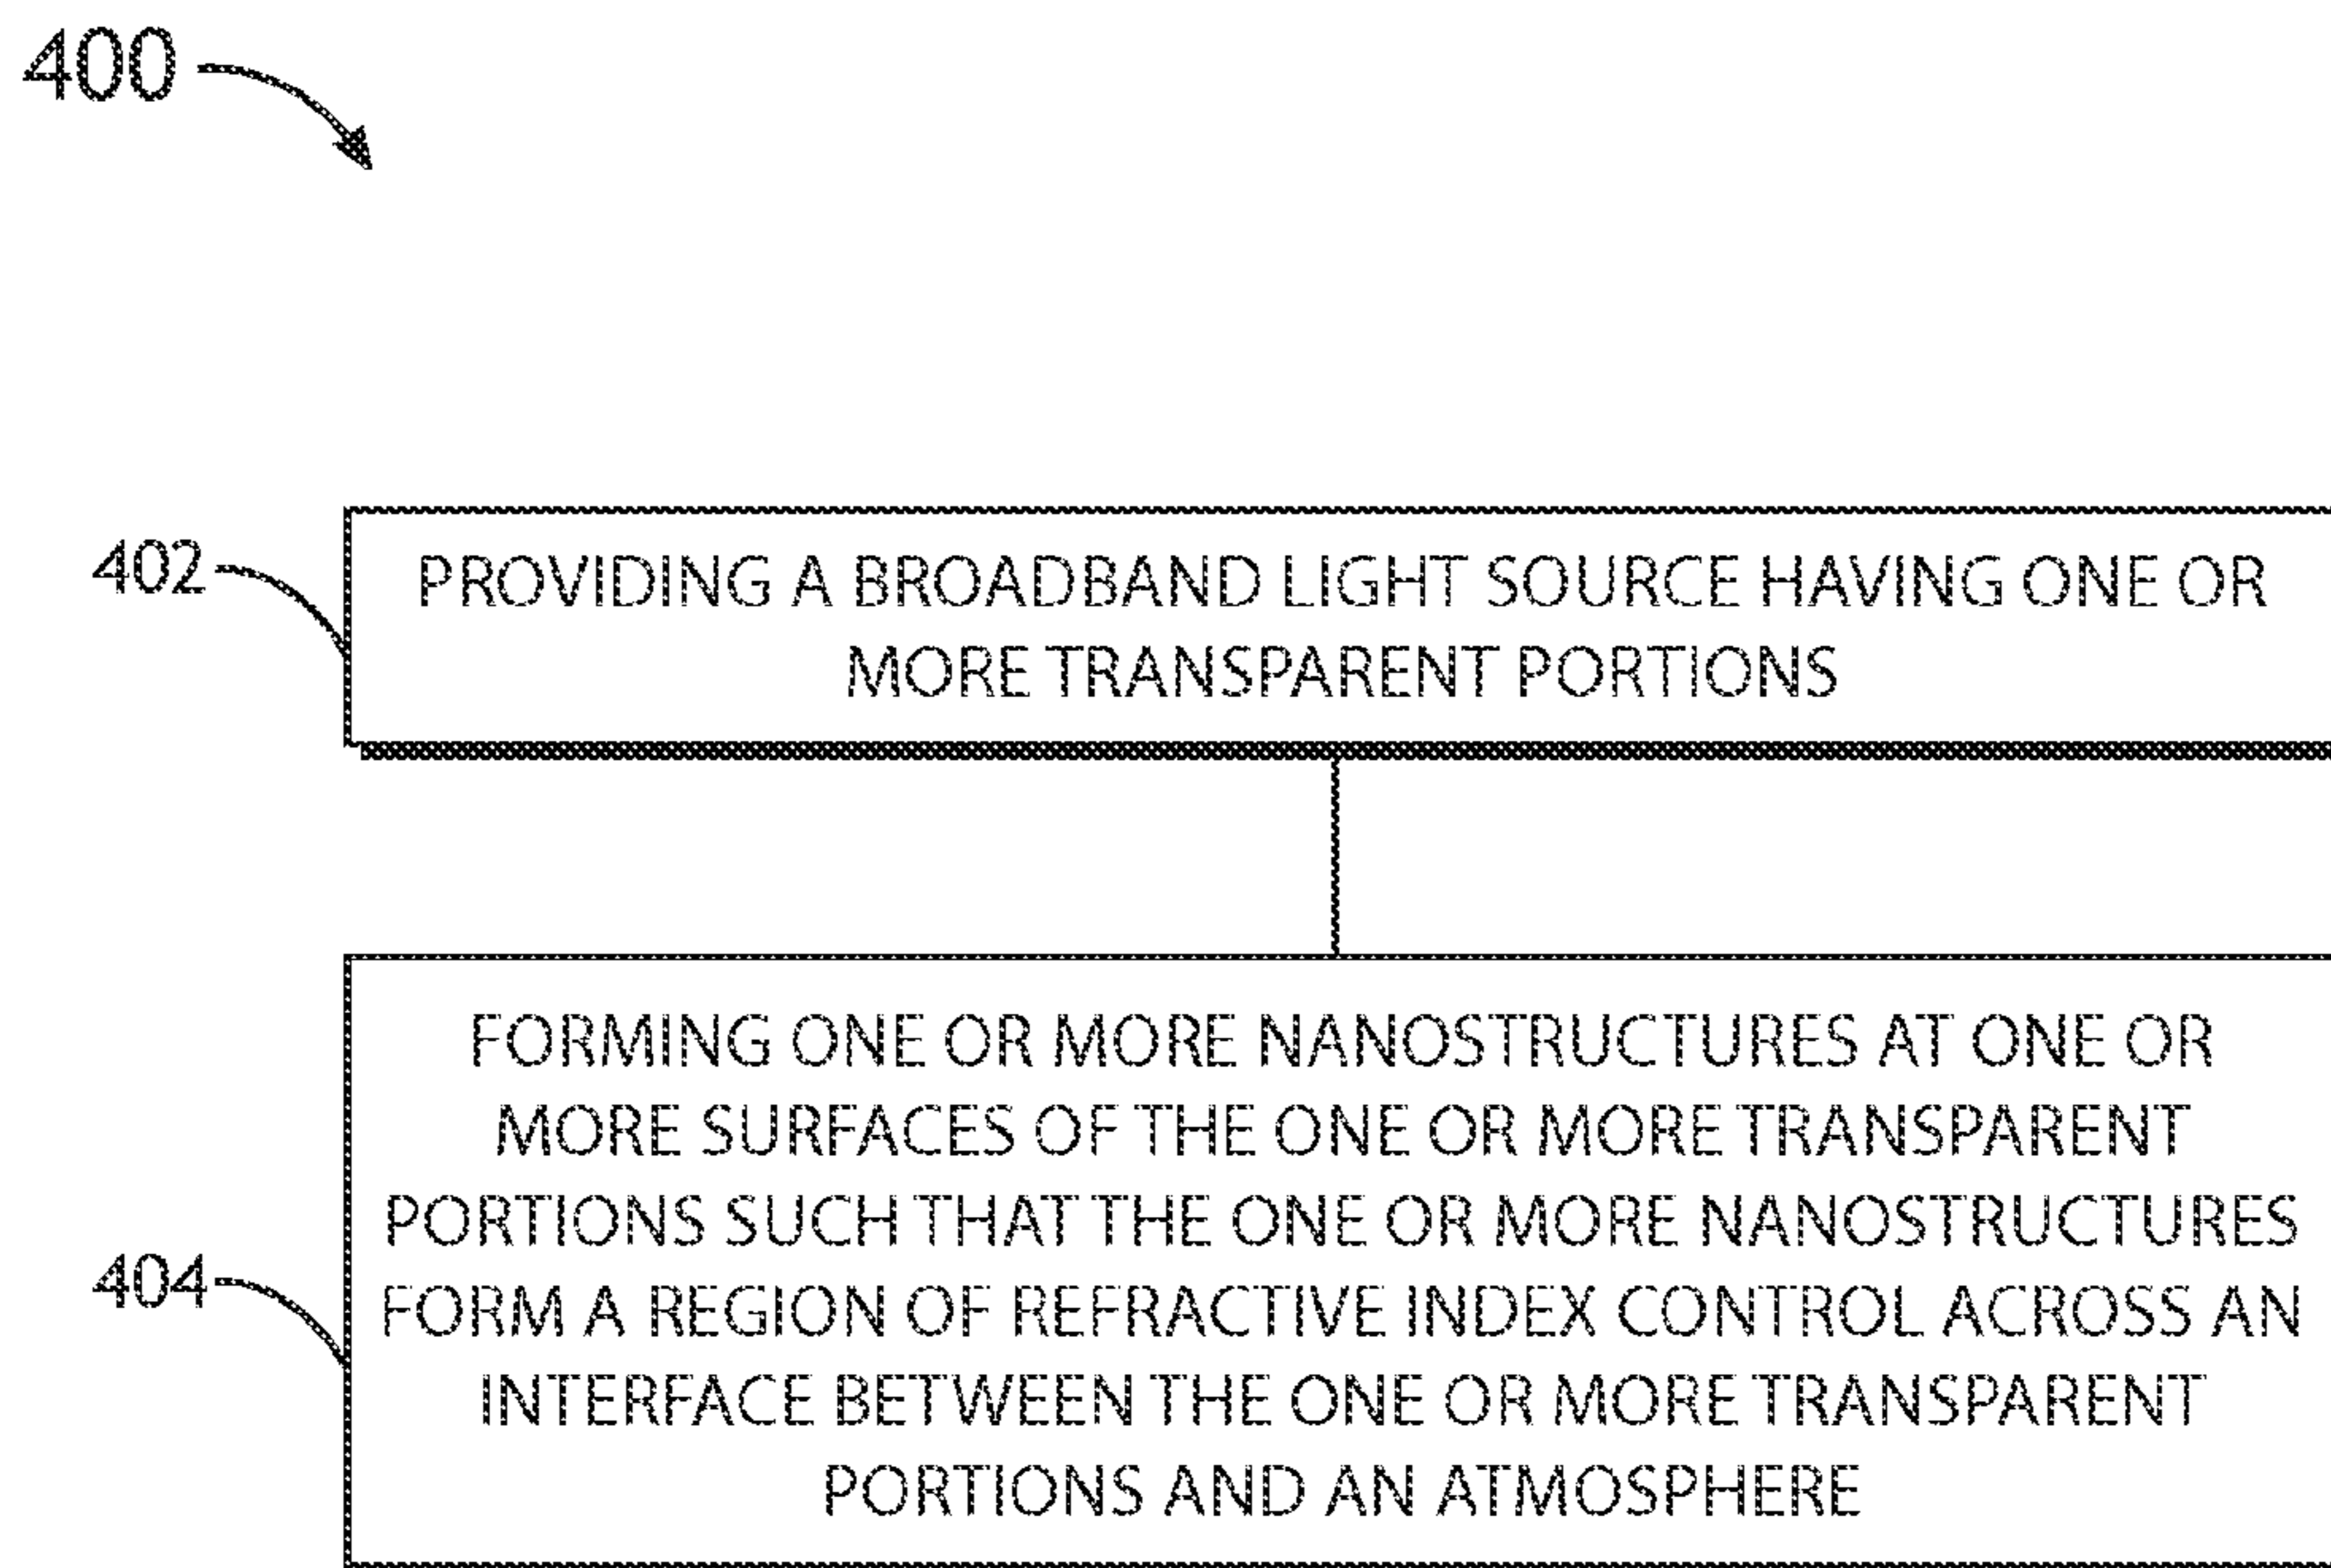 400
402
PROVIDING A BROADBAND LIGHT SOURCE HAVING ONE OR
MORE TRANSPARENT PORTIONS
FORMING ONE OR MORE NANOSTRUCTURES AT ONE OR
MORE SURFACES OF THE ONE OR MORE TRANSPARENT
PORTIONS SUCH THAT THE ONE OR MORE NANOSTRUCTURES
404
FORM A REGION OF REFRACTIVE INDEX CONTROL ACROSS AN
INTERFACE BETWEEN THE ONE OR MORE TRANSPARENT
PORTIONS AND AN ATMOSPHERE